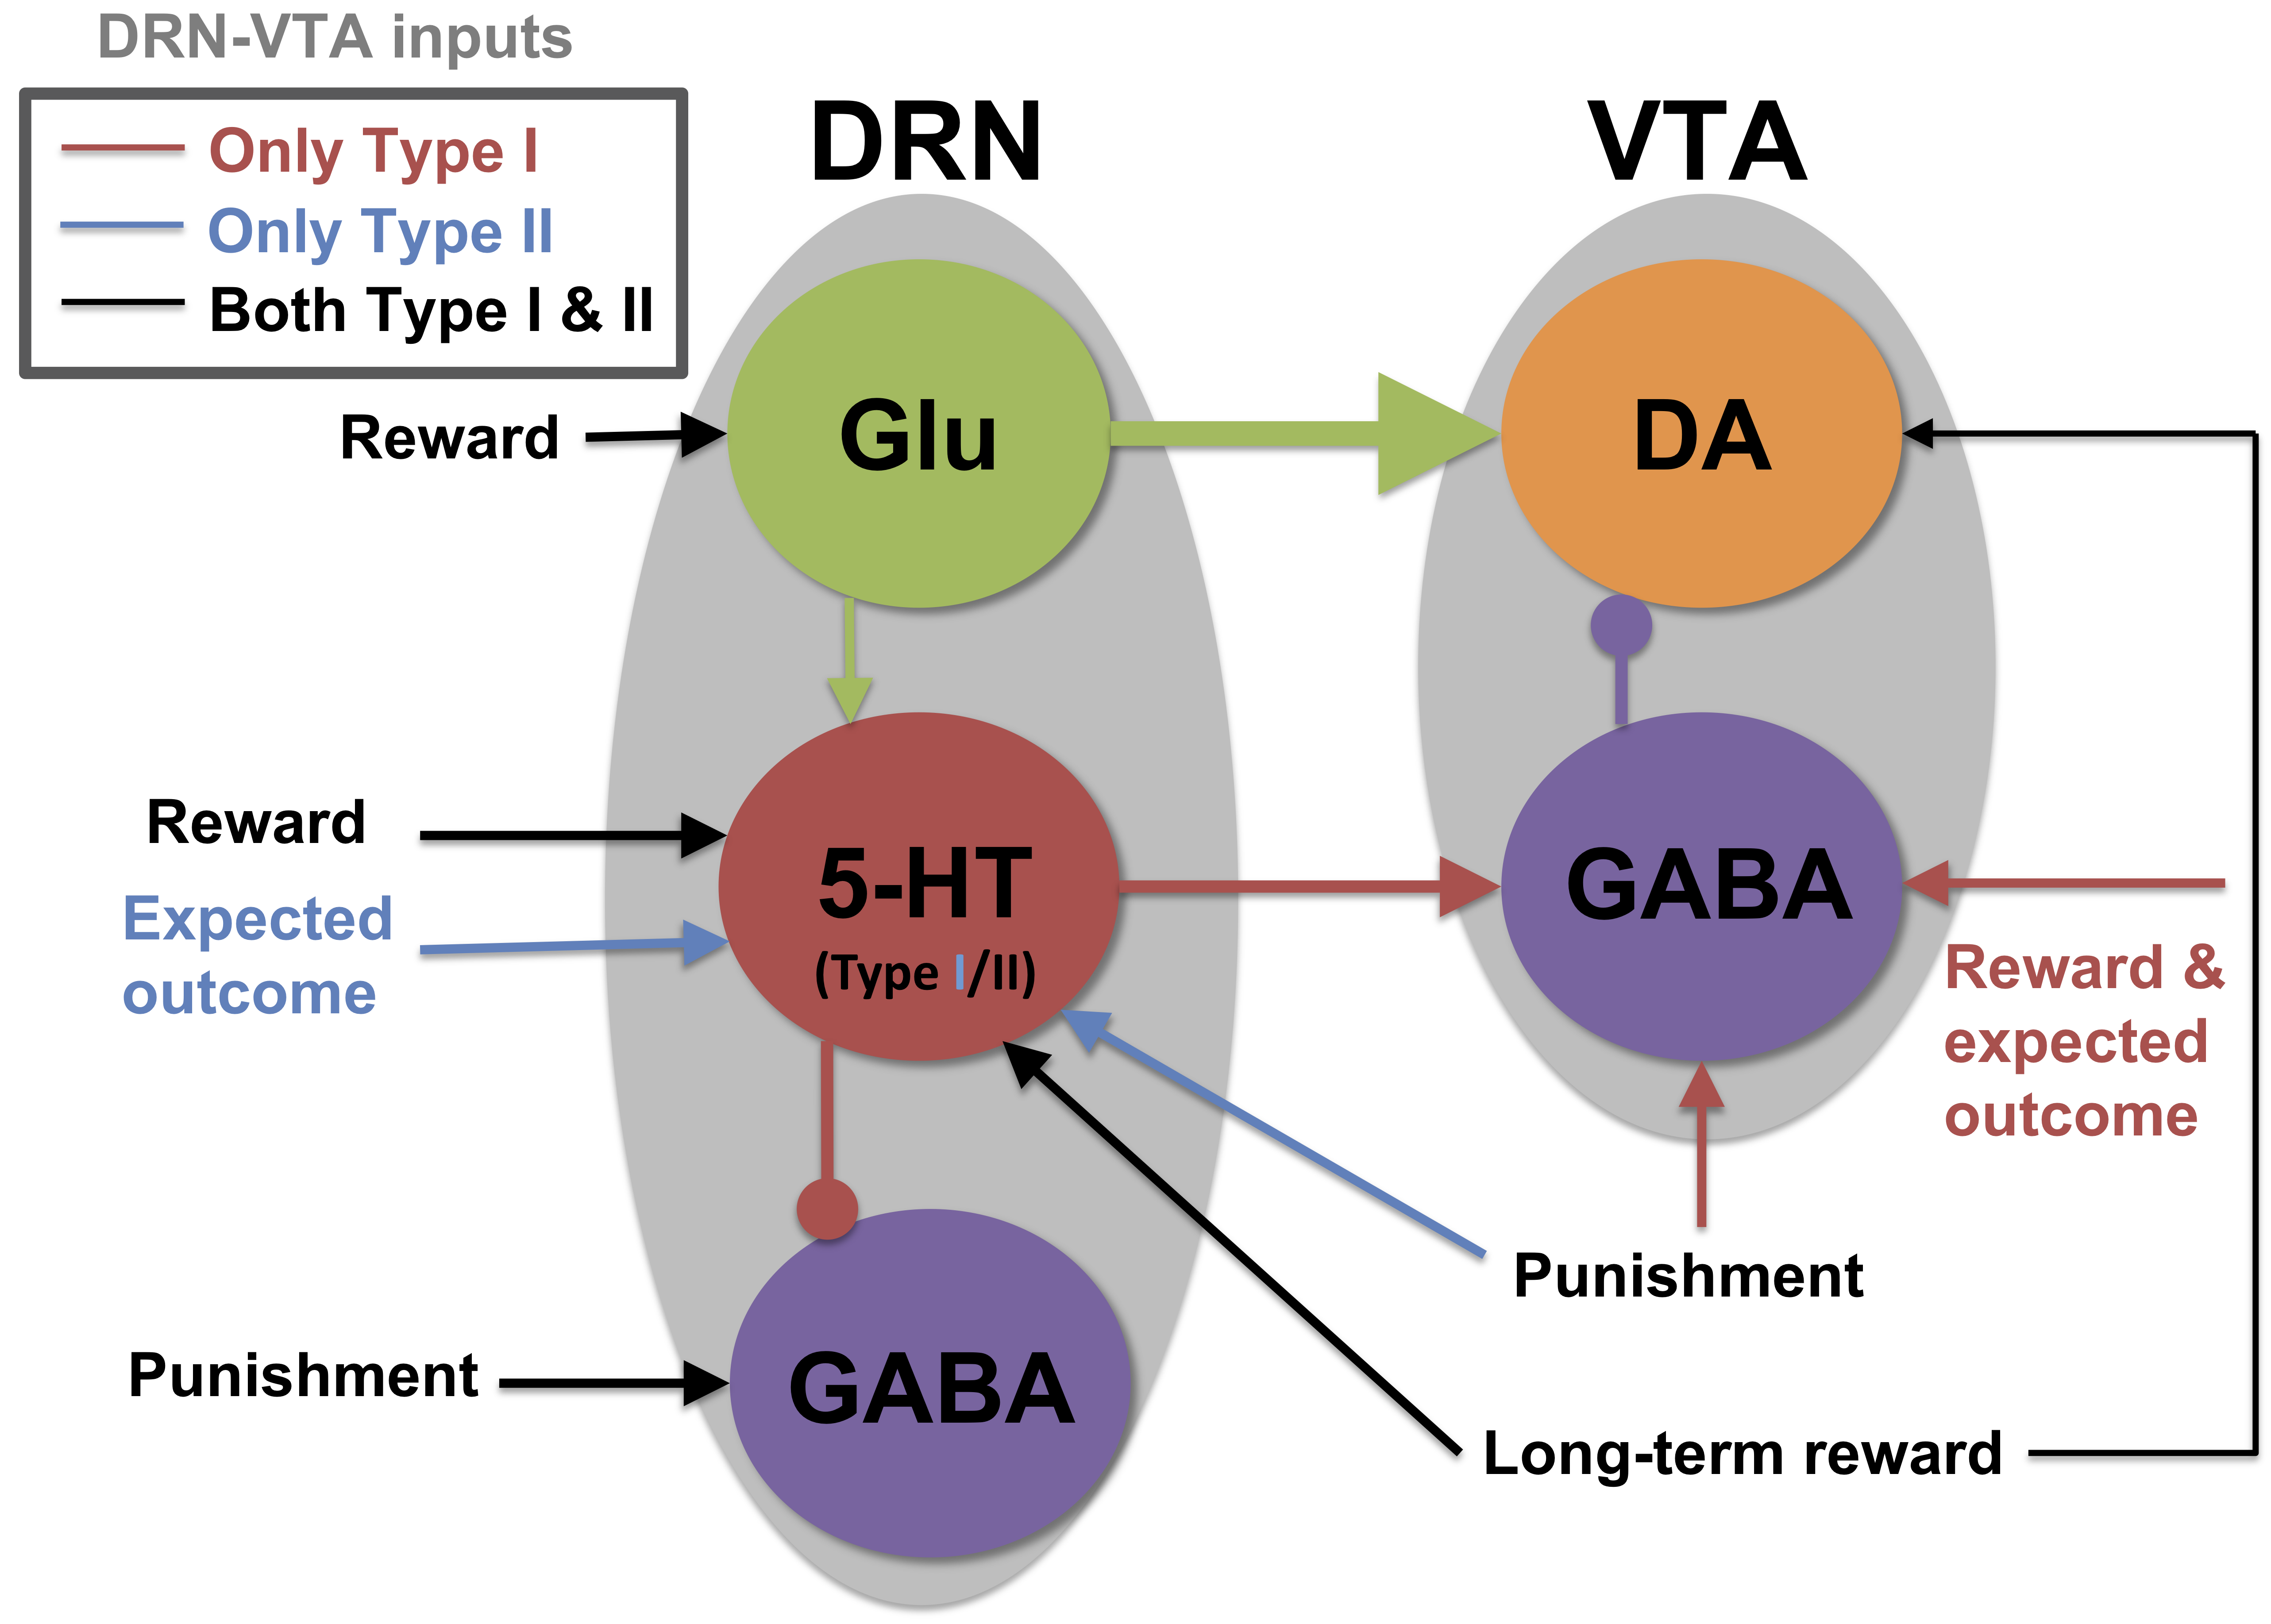 DRN-VTA inputs
Only Type I
Only Type II
Both Type I & II
DRN
VTA
Reward
Glu
DA
Reward
Expected
outcome
5-HT
(Type I/II)
GABA
Reward &
expected
outcome
Punishment
Punishment
GABA
Long-term reward